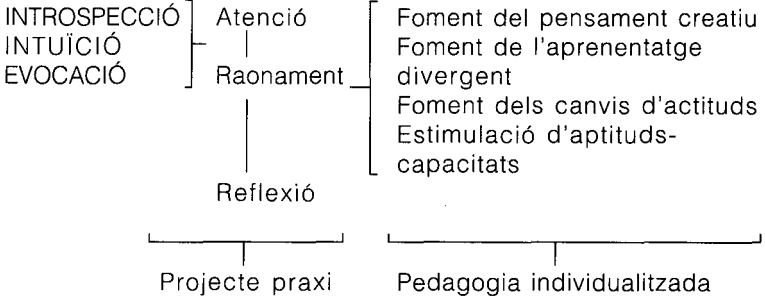 INTROSPECCIÓ
INTUÏCIÓ
EVOCACIÓ
Atenció
Raonament
Reflexió
Foment del pensament creatiu
Foment de l'aprenentatge
divergent
Foment dels canvis d'actituds
Estimulació d'aptituds-
capacitats
Projecte praxi
Pedagogia individualitzada